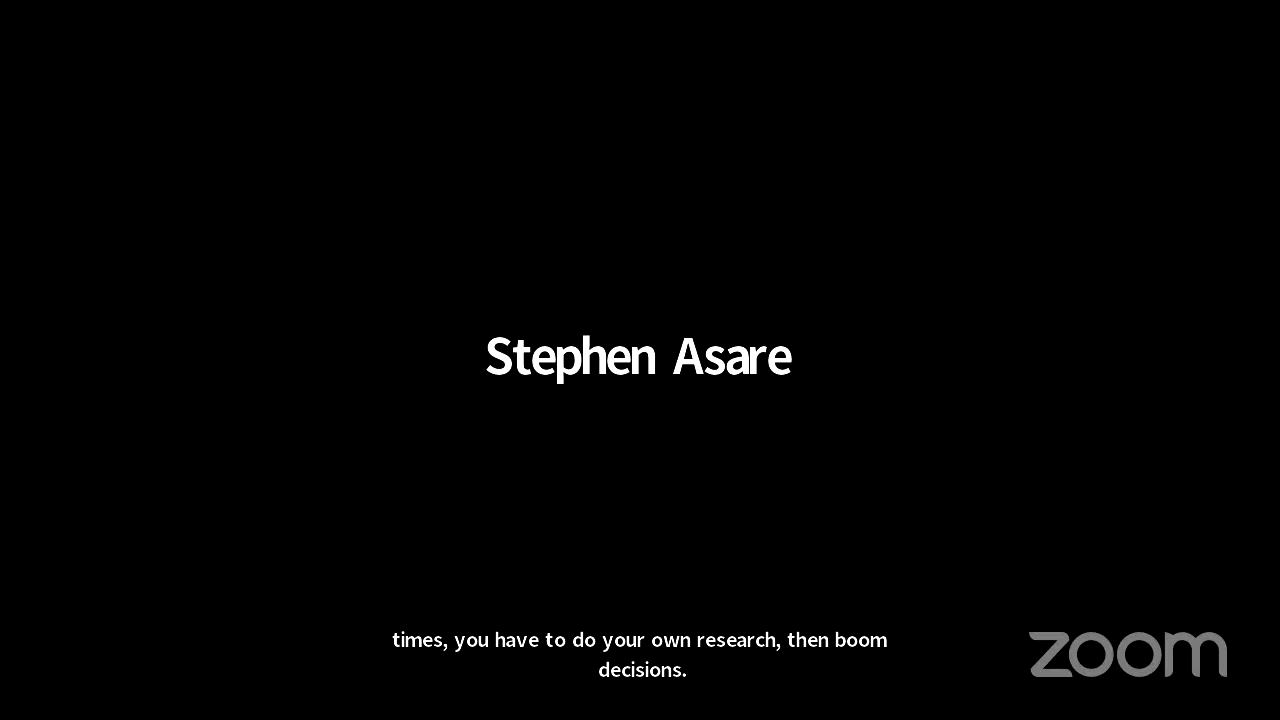 Stephen Asare
times, you have to do your own research, then boom
decisions.
zoom